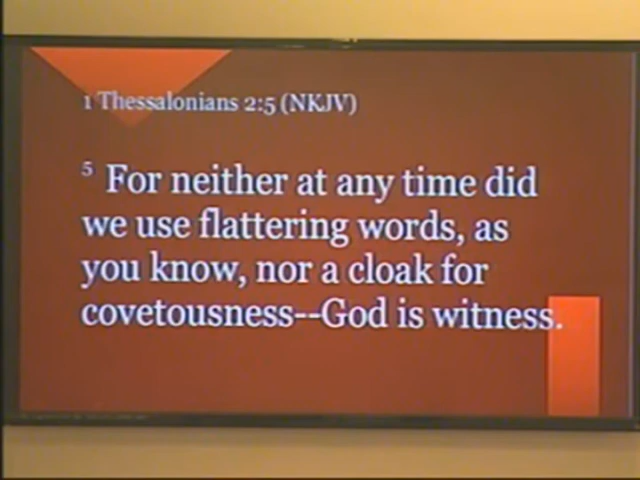 1 Thessalonians 2:5 (NKJV)
5 For neither at any time did
we use flattering words, as
you know, nor a cloak for
covetousness--God is witness.